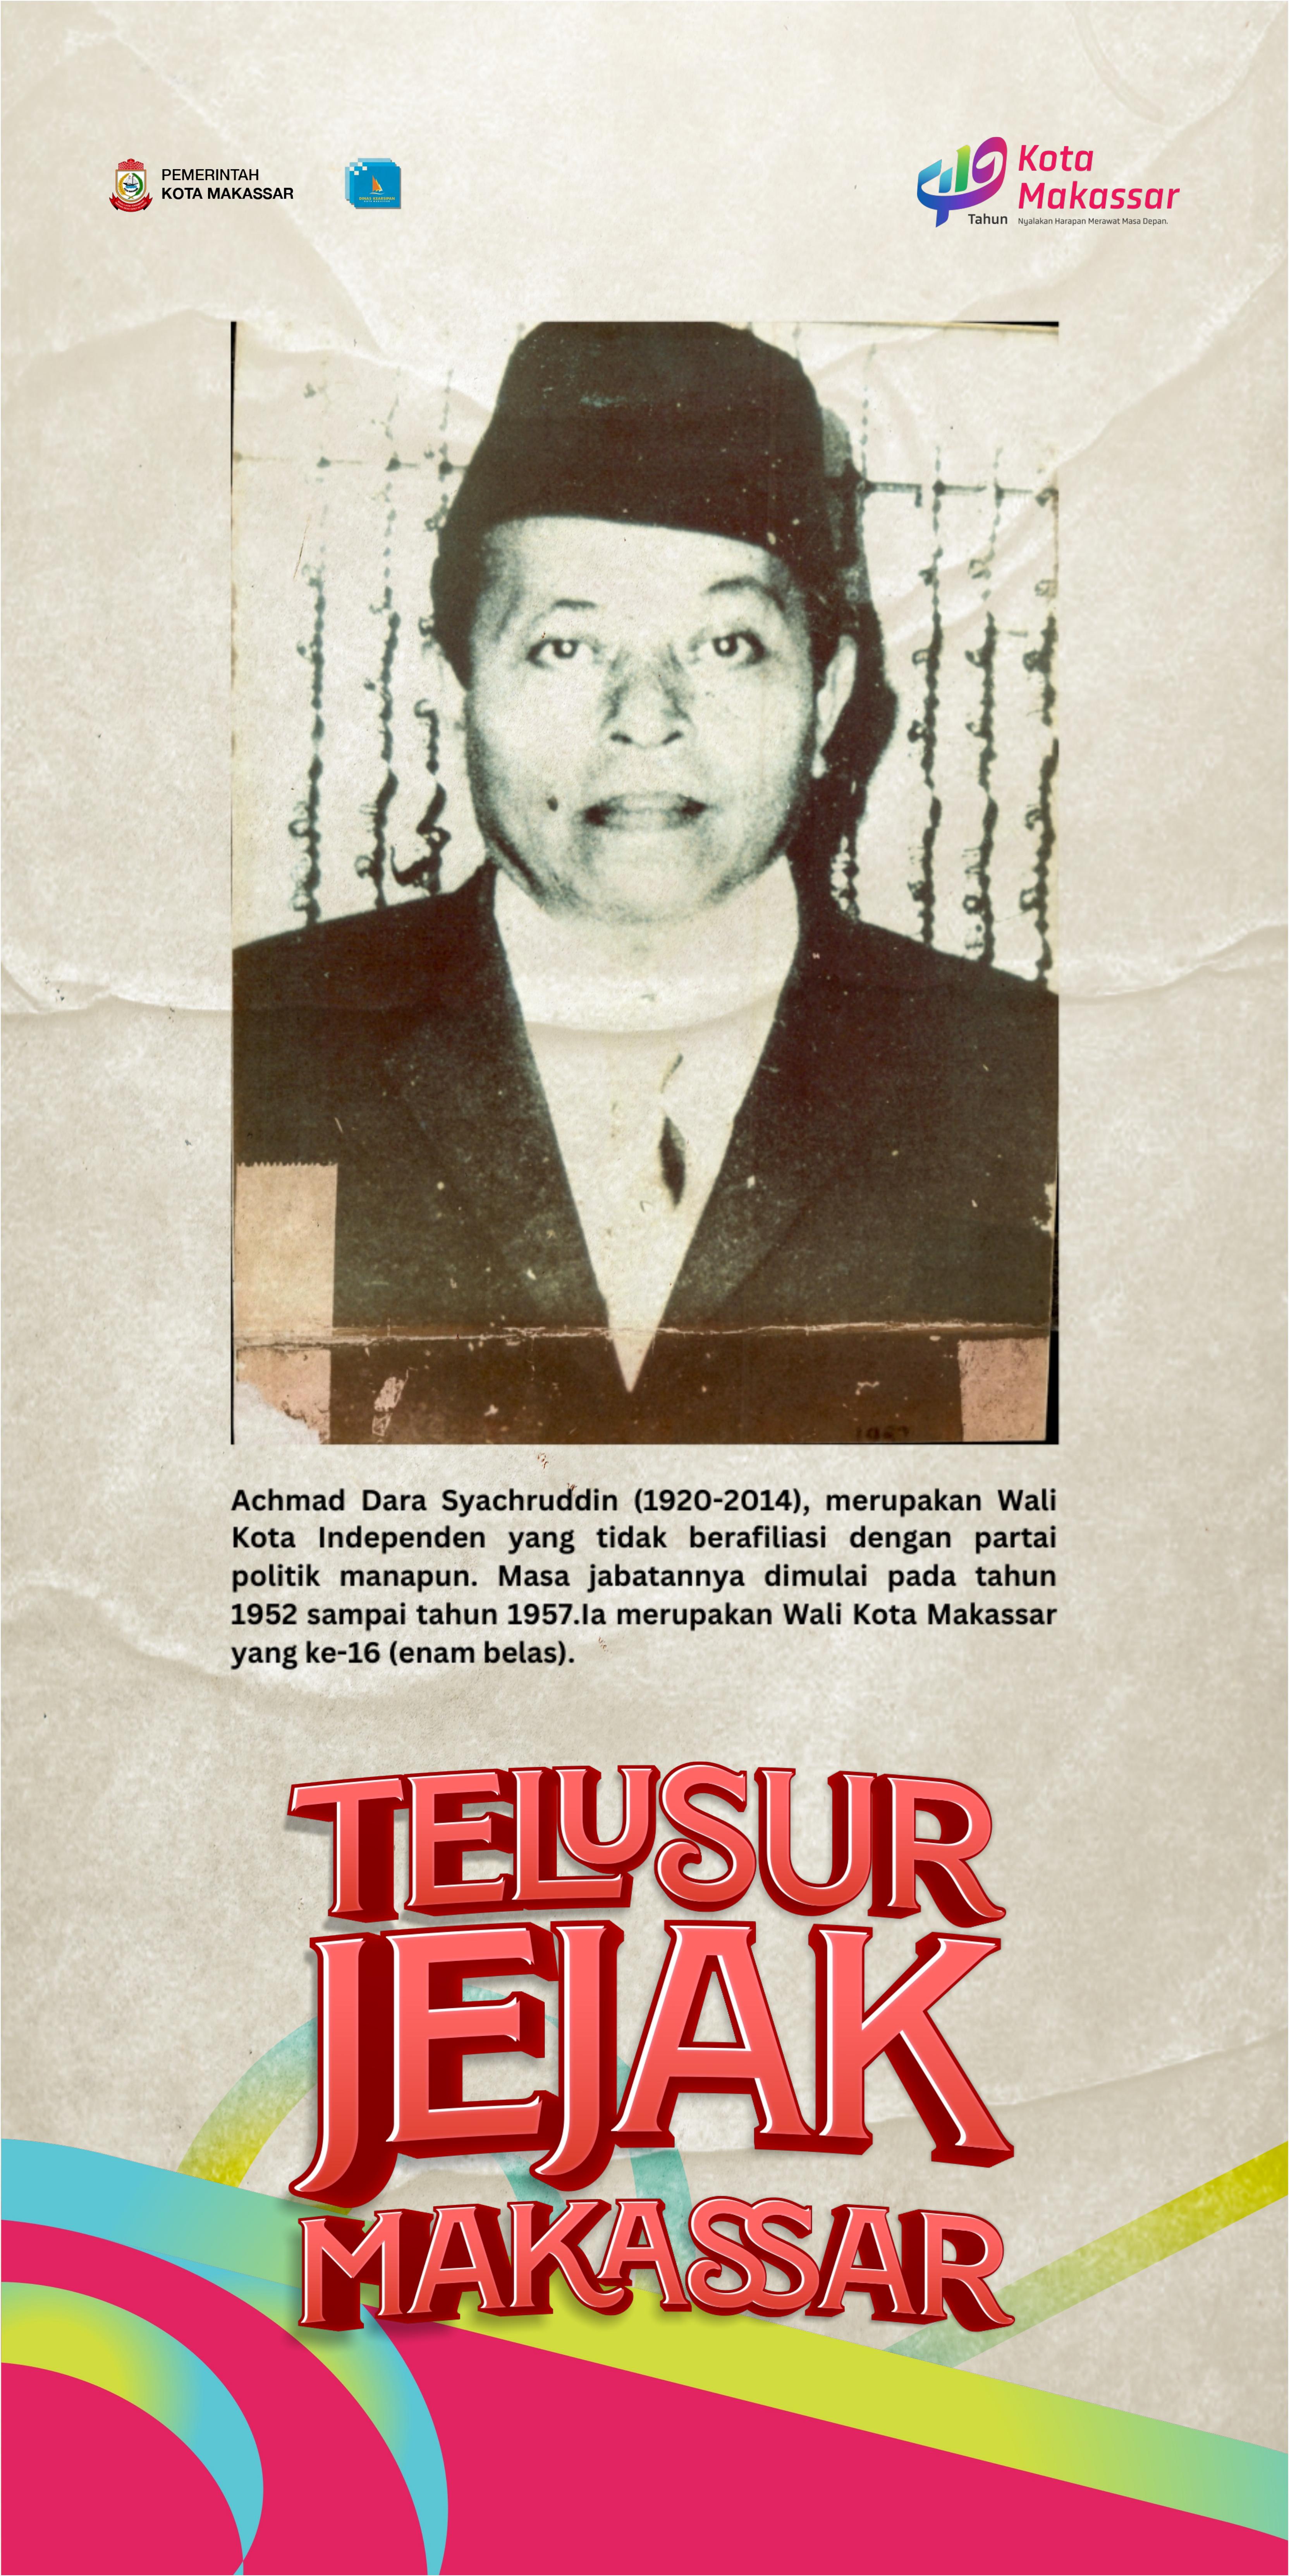 PEMERINTAH
KOTA MAKASSAR
Kota
Makassar
Tahun
Nyalakan Harapan Merawat Masa Depan.
Achmad Dara Syachruddin (1920-2014), merupakan Wali
Kota Independen yang tidak berafiliasi dengan partai
politik manapun. Masa jabatannya dimulai pada tahun
1952 sampai tahun 1957.Ia merupakan Wali Kota Makassar
yang ke-16 (enam belas).
TELUSUR
JEJAK
MAKASSAR